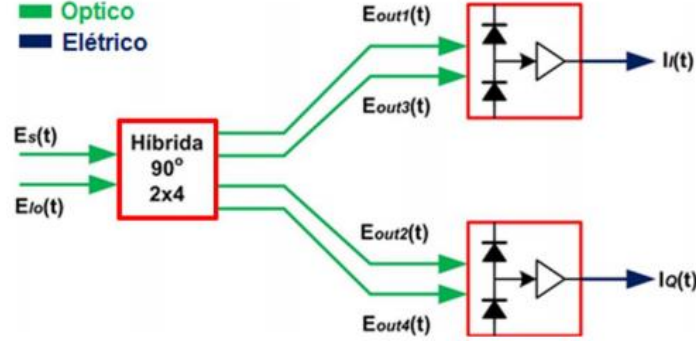 Optico
Elétrico
Eout1(t)
II(t)
Eout3(t)
Es(t)
Híbrida
90°
2x4
Elo(t)
Eout2(t)
IQ(t)
Eout4(t)